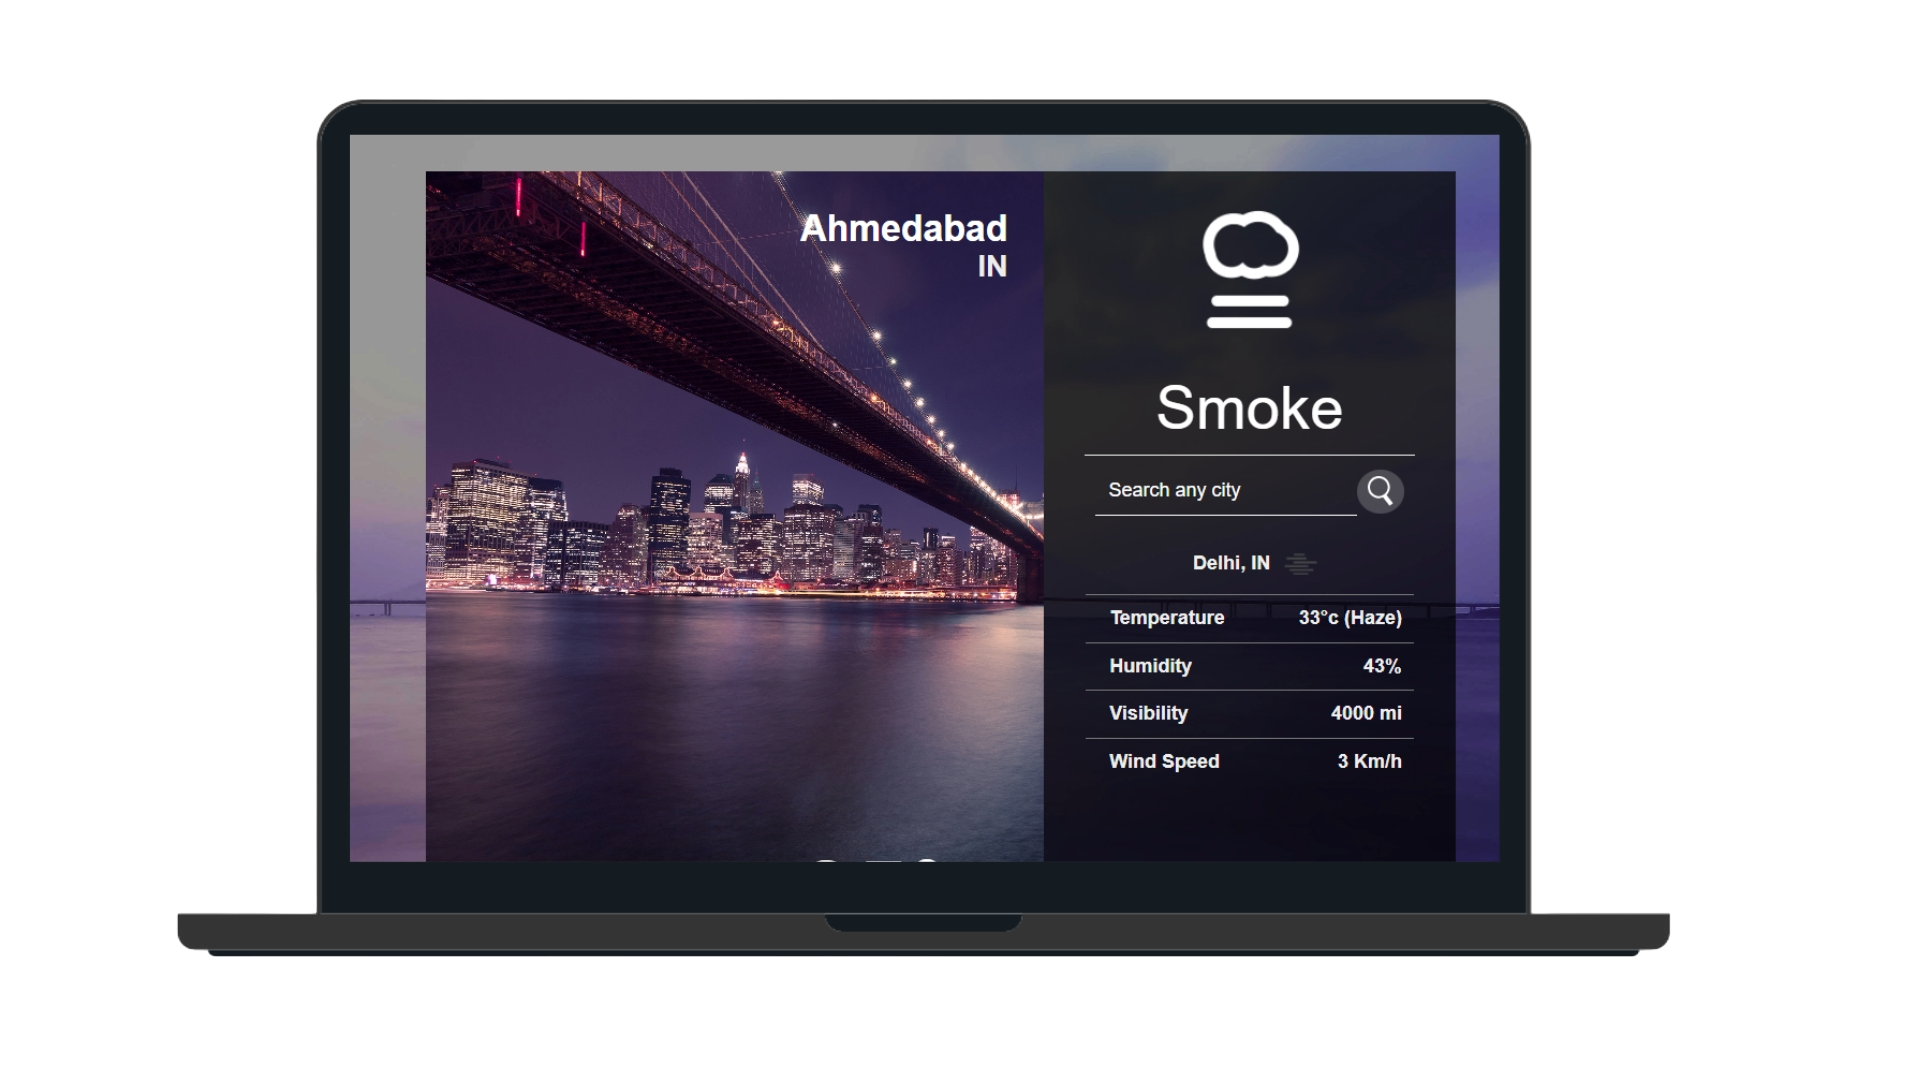 Ahmedabad
IN
Smoke
Search any city
Delhi, IN
Temperature 33°c (Haze)
Humidity 43%
Visibility 4000 mi
Wind Speed 3 Km/h